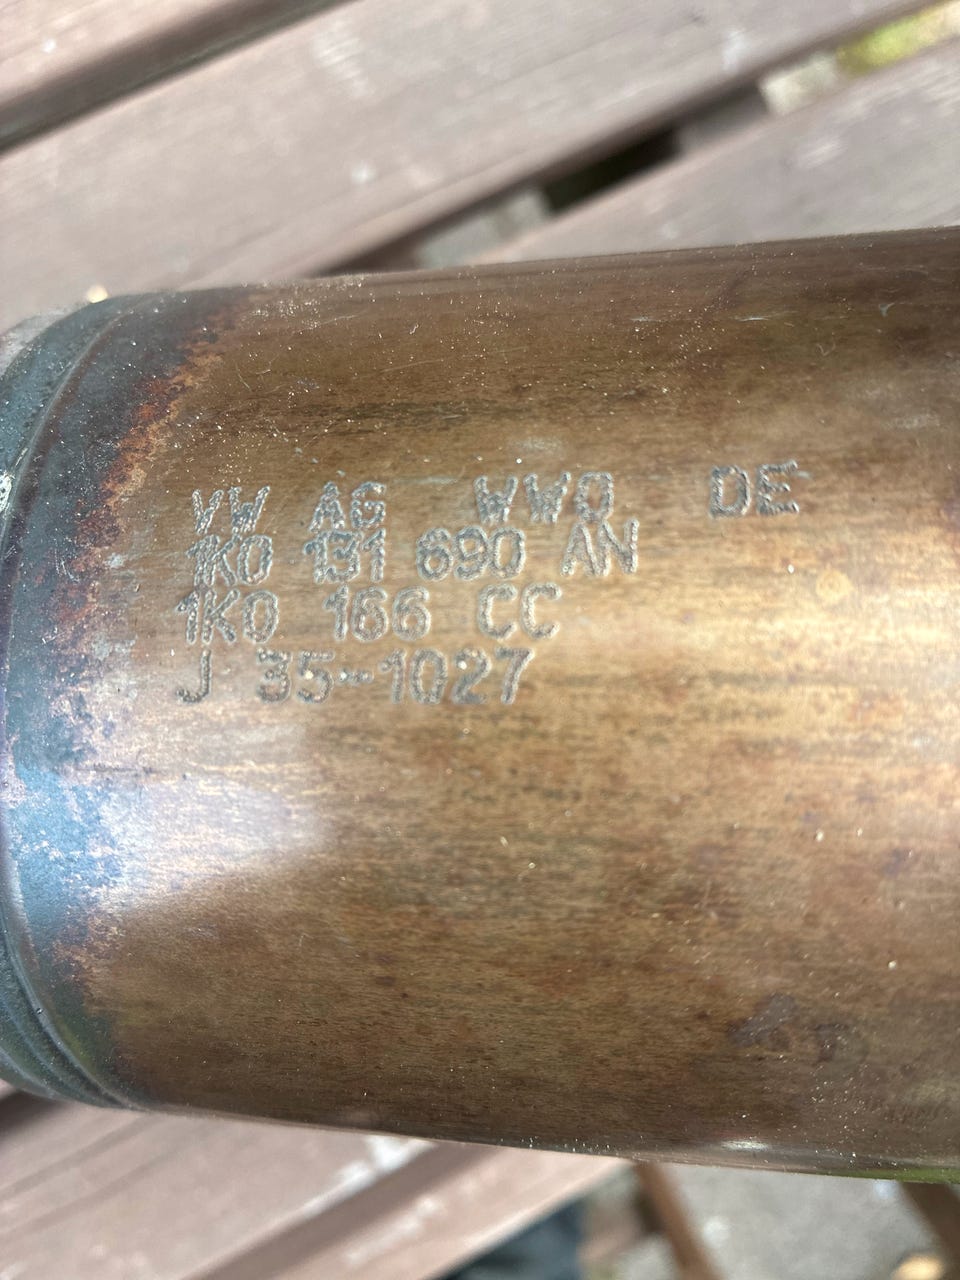 VW AG WWO DE
1K0 131 690 AN
1K0 166 CC
J 35-1027